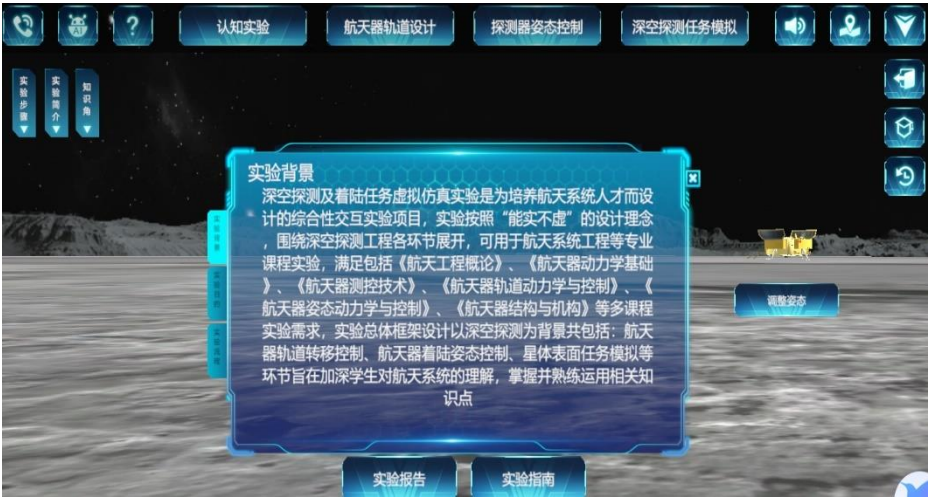 AI
?
认知实验
航天器轨道设计
探测器姿态控制
深空探测任务模拟
实验步骤
实验简介
知识角
实验背景
深空探测及着陆任务虚拟仿真实验是为培养航天系统人才而设
计的综合性交互实验项目，实验按照“能实不虚”的设计理念
，围绕深空探测工程各环节展开，可用于航天系统工程等专业
课程实验，满足包括《航天工程概论》、《航天器动力学基础
》、《航天器测控技术》、《航天器轨道动力学与控制》、《
航天器姿态动力学与控制》、《航天器结构与机构》等多课程
实验需求，实验总体框架设计以深空探测为背景共包括：航天
器轨道转移控制、航天器着陆姿态控制、星体表面任务模拟等
环节旨在加深学生对航天系统的理解，掌握并熟练运用相关知
识点
实验背景
调整姿态
实验报告
实验指南